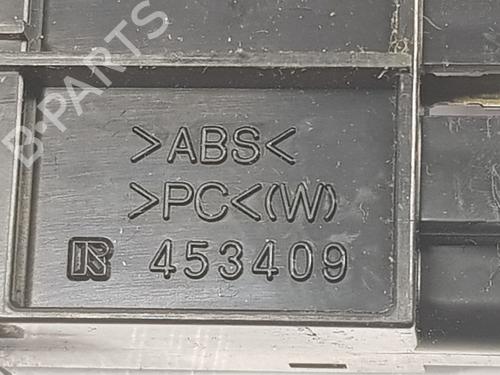 B-PARTS
>ABS<
>PC<(W)
R 453409